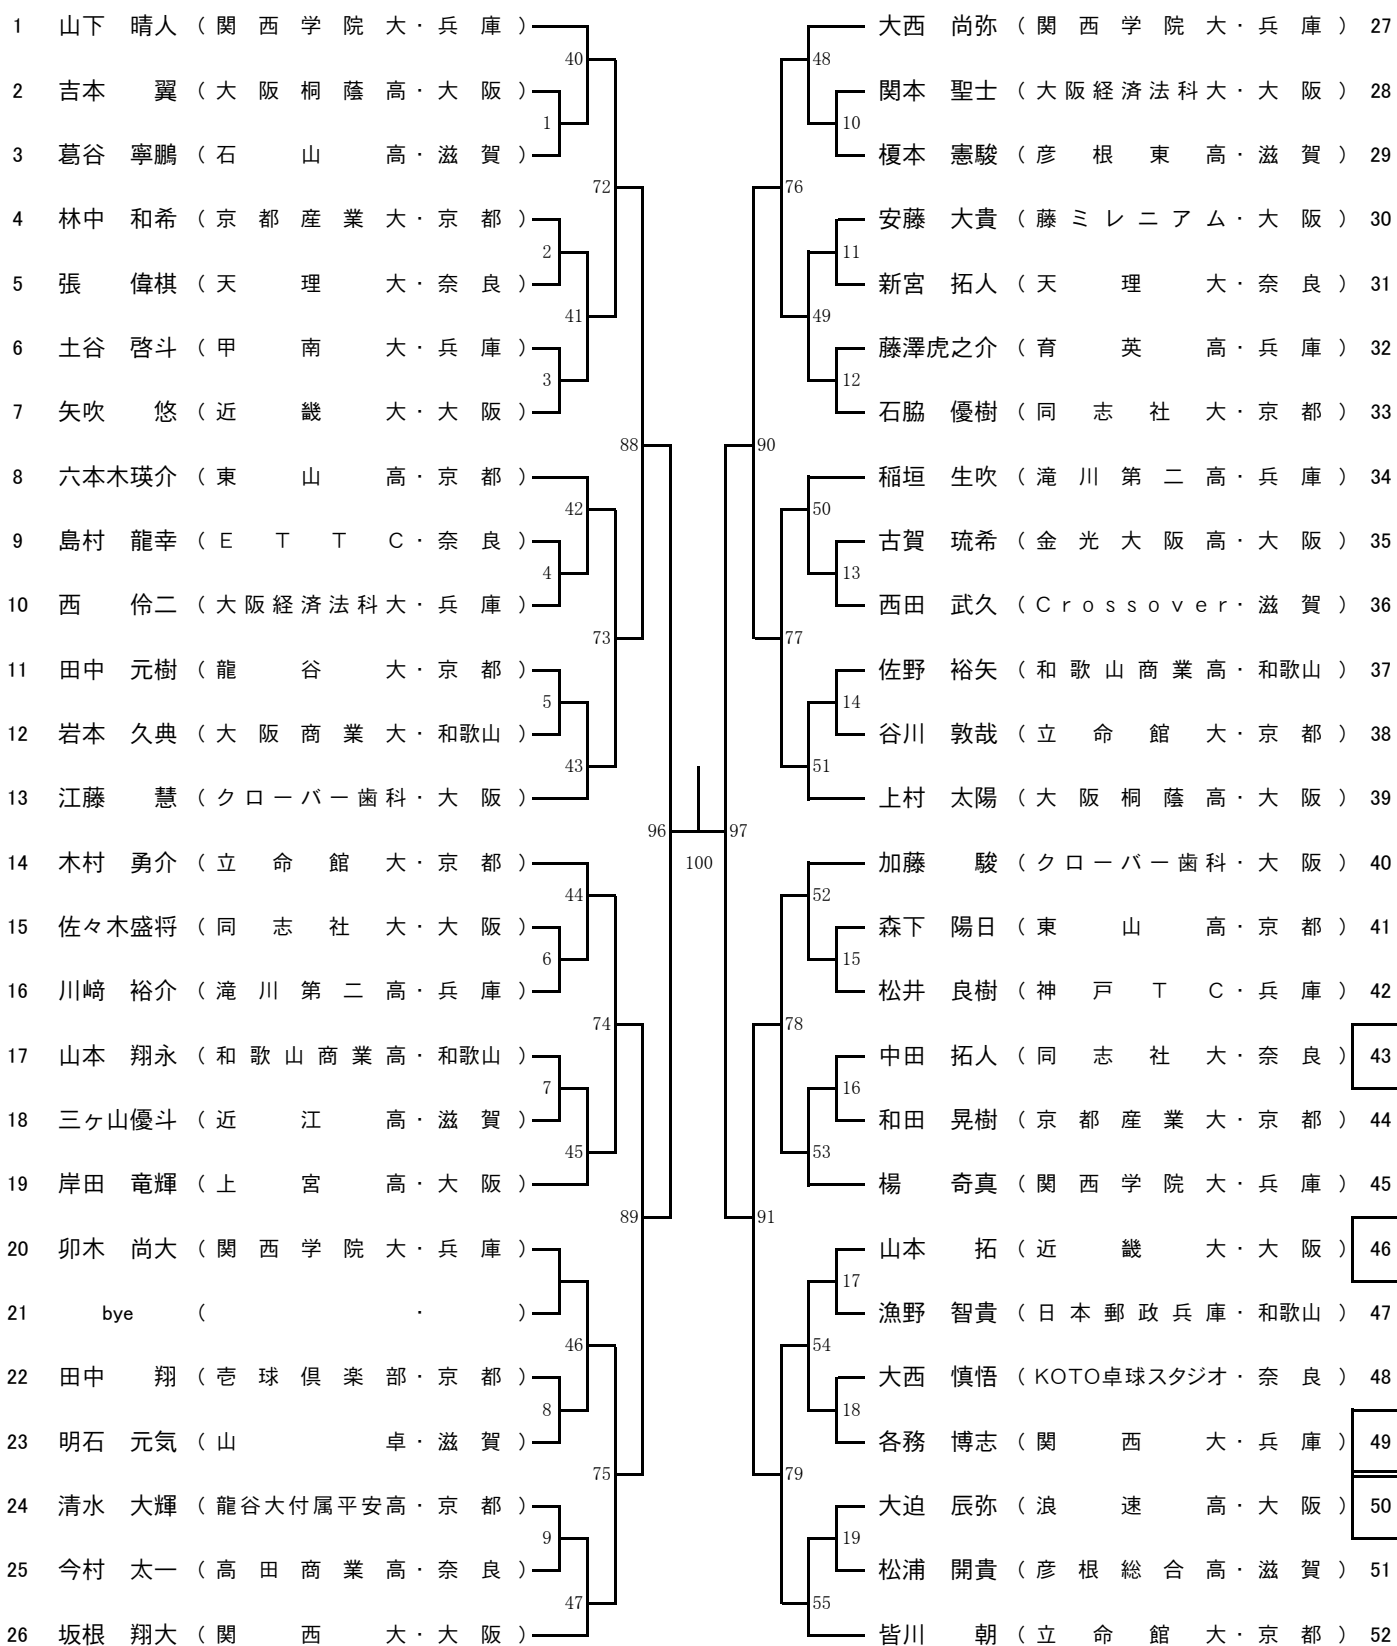 1 山下 晴人 （関西学院大・兵庫）
2 吉本 翼 （大阪桐蔭高・大阪）
3 葛谷 寧鵬 （石山高・滋賀）
4 林中 和希 （京都産業大・京都）
5 張 偉棋 （天理大・奈良）
6 土谷 啓斗 （甲南大・兵庫）
7 矢吹 悠 （近畿大・大阪）
8 六本木瑛介 （東山高・京都）
9 島村 龍幸 （ＥＴＴＣ・奈良）
10 西 伶二 （大阪経済法科大・兵庫）
11 田中 元樹 （龍谷大・京都）
12 岩本 久典 （大阪商業大・和歌山）
13 江藤 慧 （クローバー歯科・大阪）
14 木村 勇介 （立命館大・京都）
15 佐々木盛将 （同志社大・大阪）
16 川﨑 裕介 （滝川第二高・兵庫）
17 山本 翔永 （和歌山商業高・和歌山）
18 三ヶ山優斗 （近江高・滋賀）
19 岸田 竜輝 （上宮高・大阪）
20 卯木 尚大 （関西学院大・兵庫）
21 bye （ ・ ）
22 田中 翔 （壱球倶楽部・京都）
23 明石 元気 （山卓・滋賀）
24 清水 大輝 （龍谷大付属平安高・京都）
25 今村 太一 （高田商業高・奈良）
26 坂根 翔大 （関西大・大阪）
40
1
72
2
41
3
88
42
4
73
5
43
96
44
6
74
7
45
89
46
8
75
9
47
100
97
48
10
76
11
49
12
90
50
13
77
14
51
52
15
78
16
53
91
17
54
18
79
19
55
大西 尚弥 （関西学院大・兵庫） 27
関本 聖士 （大阪経済法科大・大阪） 28
榎本 憲駿 （彦根東高・滋賀） 29
安藤 大貴 （藤ミレニアム・大阪） 30
新宮 拓人 （天理大・奈良） 31
藤澤虎之介 （育英高・兵庫） 32
石脇 優樹 （同志社大・京都） 33
稲垣 生吹 （滝川第二高・兵庫） 34
古賀 琉希 （金光大阪高・大阪） 35
西田 武久 （Ｃｒｏｓｓｏｖｅｒ・滋賀） 36
佐野 裕矢 （和歌山商業高・和歌山） 37
谷川 敦哉 （立命館大・京都） 38
上村 太陽 （大阪桐蔭高・大阪） 39
加藤 駿 （クローバー歯科・大阪） 40
森下 陽日 （東山高・京都） 41
松井 良樹 （神戸ＴＣ・兵庫） 42
中田 拓人 （同志社大・奈良） 43
和田 晃樹 （京都産業大・京都） 44
楊 奇真 （関西学院大・兵庫） 45
山本 拓 （近畿大・大阪） 46
漁野 智貴 （日本郵政兵庫・和歌山） 47
大西 慎悟 （KOTO卓球スタジオ・奈良） 48
各務 博志 （関西大・兵庫） 49
大迫 辰弥 （浪速高・大阪） 50
松浦 開貴 （彦根総合高・滋賀） 51
皆川 朝 （立命館大・京都） 52